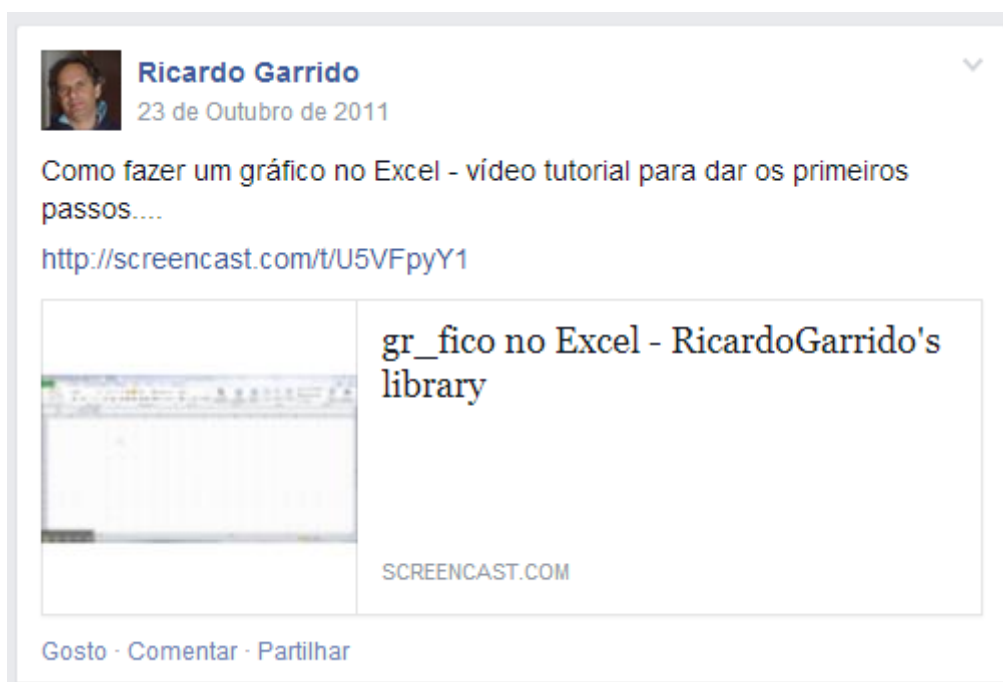 Ricardo Garrido
23 de Outubro de 2011
Como fazer um gráfico no Excel - vídeo tutorial para dar os primeiros
passos....
http://screencast.com/t/U5VFpyY1
gr_fico no Excel - RicardoGarrido's
library
SCREENCAST.COM
Gosto · Comentar · Partilhar